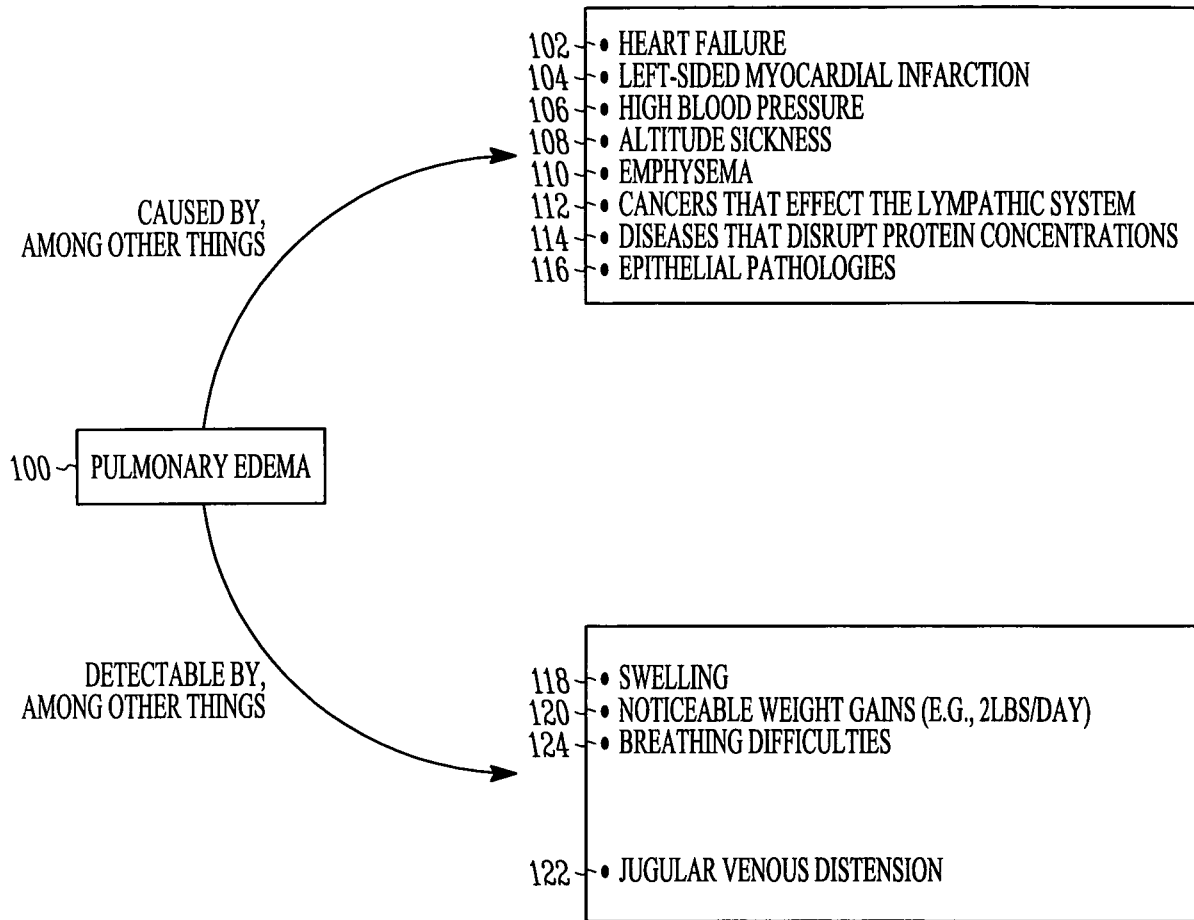 102 • HEART FAILURE
104 • LEFT-SIDED MYOCARDIAL INFARCTION
106 • HIGH BLOOD PRESSURE
108 • ALTITUDE SICKNESS
110 • EMPHYSEMA
112 • CANCERS THAT EFFECT THE LYMPATHIC SYSTEM
114 • DISEASES THAT DISRUPT PROTEIN CONCENTRATIONS
116 • EPITHELIAL PATHOLOGIES
CAUSED BY,
AMONG OTHER THINGS
100 PULMONARY EDEMA
DETECTABLE BY,
AMONG OTHER THINGS
118 • SWELLING
120 • NOTICEABLE WEIGHT GAINS (E.G., 2LBS/DAY)
124 • BREATHING DIFFICULTIES
122 • JUGULAR VENOUS DISTENSION